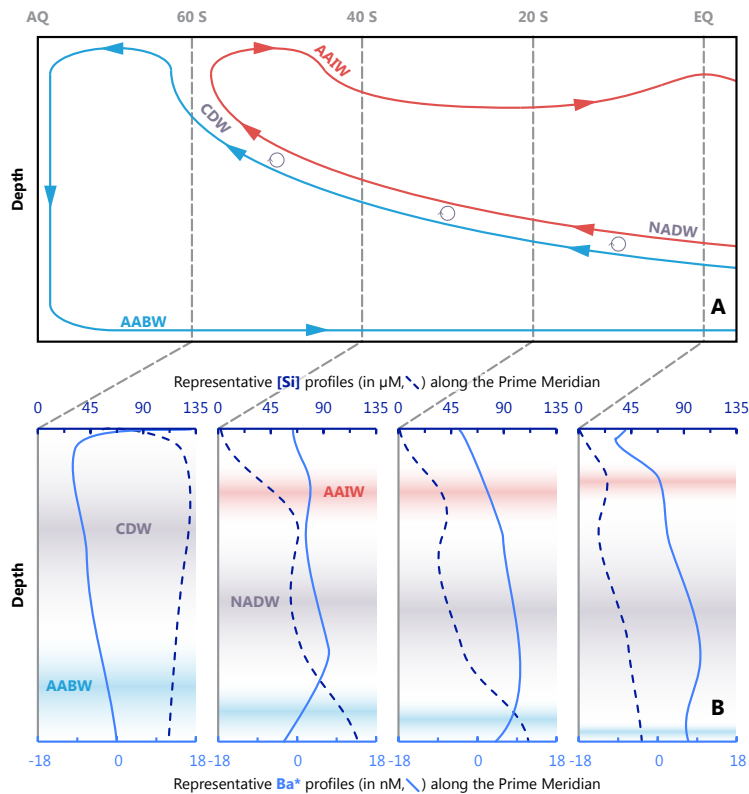 AQ 60 S 40 S 20 S EQ
AAIW
CDW
NADW
Depth
A
AABW
Representative [Si] profiles (in μM, ) along the Prime Meridian
0 45 90 135 0 45 90 135 0 45 90 135 0 45 90 135
AAIW
CDW
Depth
NADW
AABW
B
-18 0 18 -18 0 18 -18 0 18 -18 0 18
Representative Ba* profiles (in nM, ) along the Prime Meridian